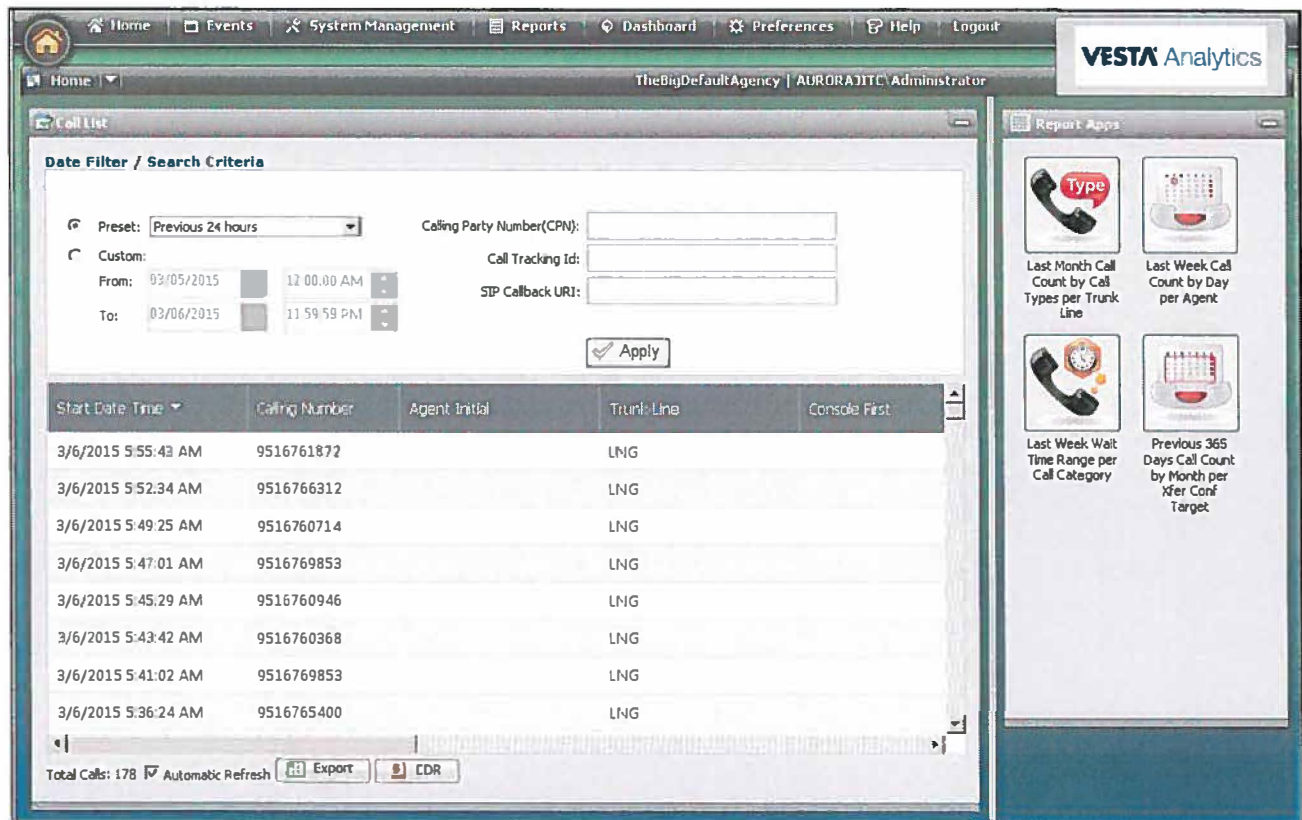 Home Events System Management Reports Dashboard Preferences Help Logout
VESTA Analytics
Home TheBigDefaultAgency | AURORAJITC\Administrator
Call List
Report Apps
Date Filter / Search Criteria
Preset: Previous 24 hours
Custom:
From: 03/05/2015 12:00:00 AM
To: 03/06/2015 11:59:59 PM
Calling Party Number(CPN):
Call Tracking Id:
SIP Callback URI:
Apply
Start Date Time Calling Number Agent Initial Trunk Line Console First
3/6/2015 5:55:43 AM 9516761872 LNG
3/6/2015 5:52:34 AM 9516766312 LNG
3/6/2015 5:49:25 AM 9516760714 LNG
3/6/2015 5:47:01 AM 9516769853 LNG
3/6/2015 5:45:29 AM 9516760946 LNG
3/6/2015 5:43:42 AM 9516760368 LNG
3/6/2015 5:41:02 AM 9516769853 LNG
3/6/2015 5:36:24 AM 9516765400 LNG
Total Calls: 178 Automatic Refresh Export CDR
Type
Last Month Call
Count by Call
Types per Trunk
Line
Last Week Call
Count by Day
per Agent
Last Week Wait
Time Range per
Call Category
Previous 365
Days Call Count
by Month per
Xfer Conf
Target